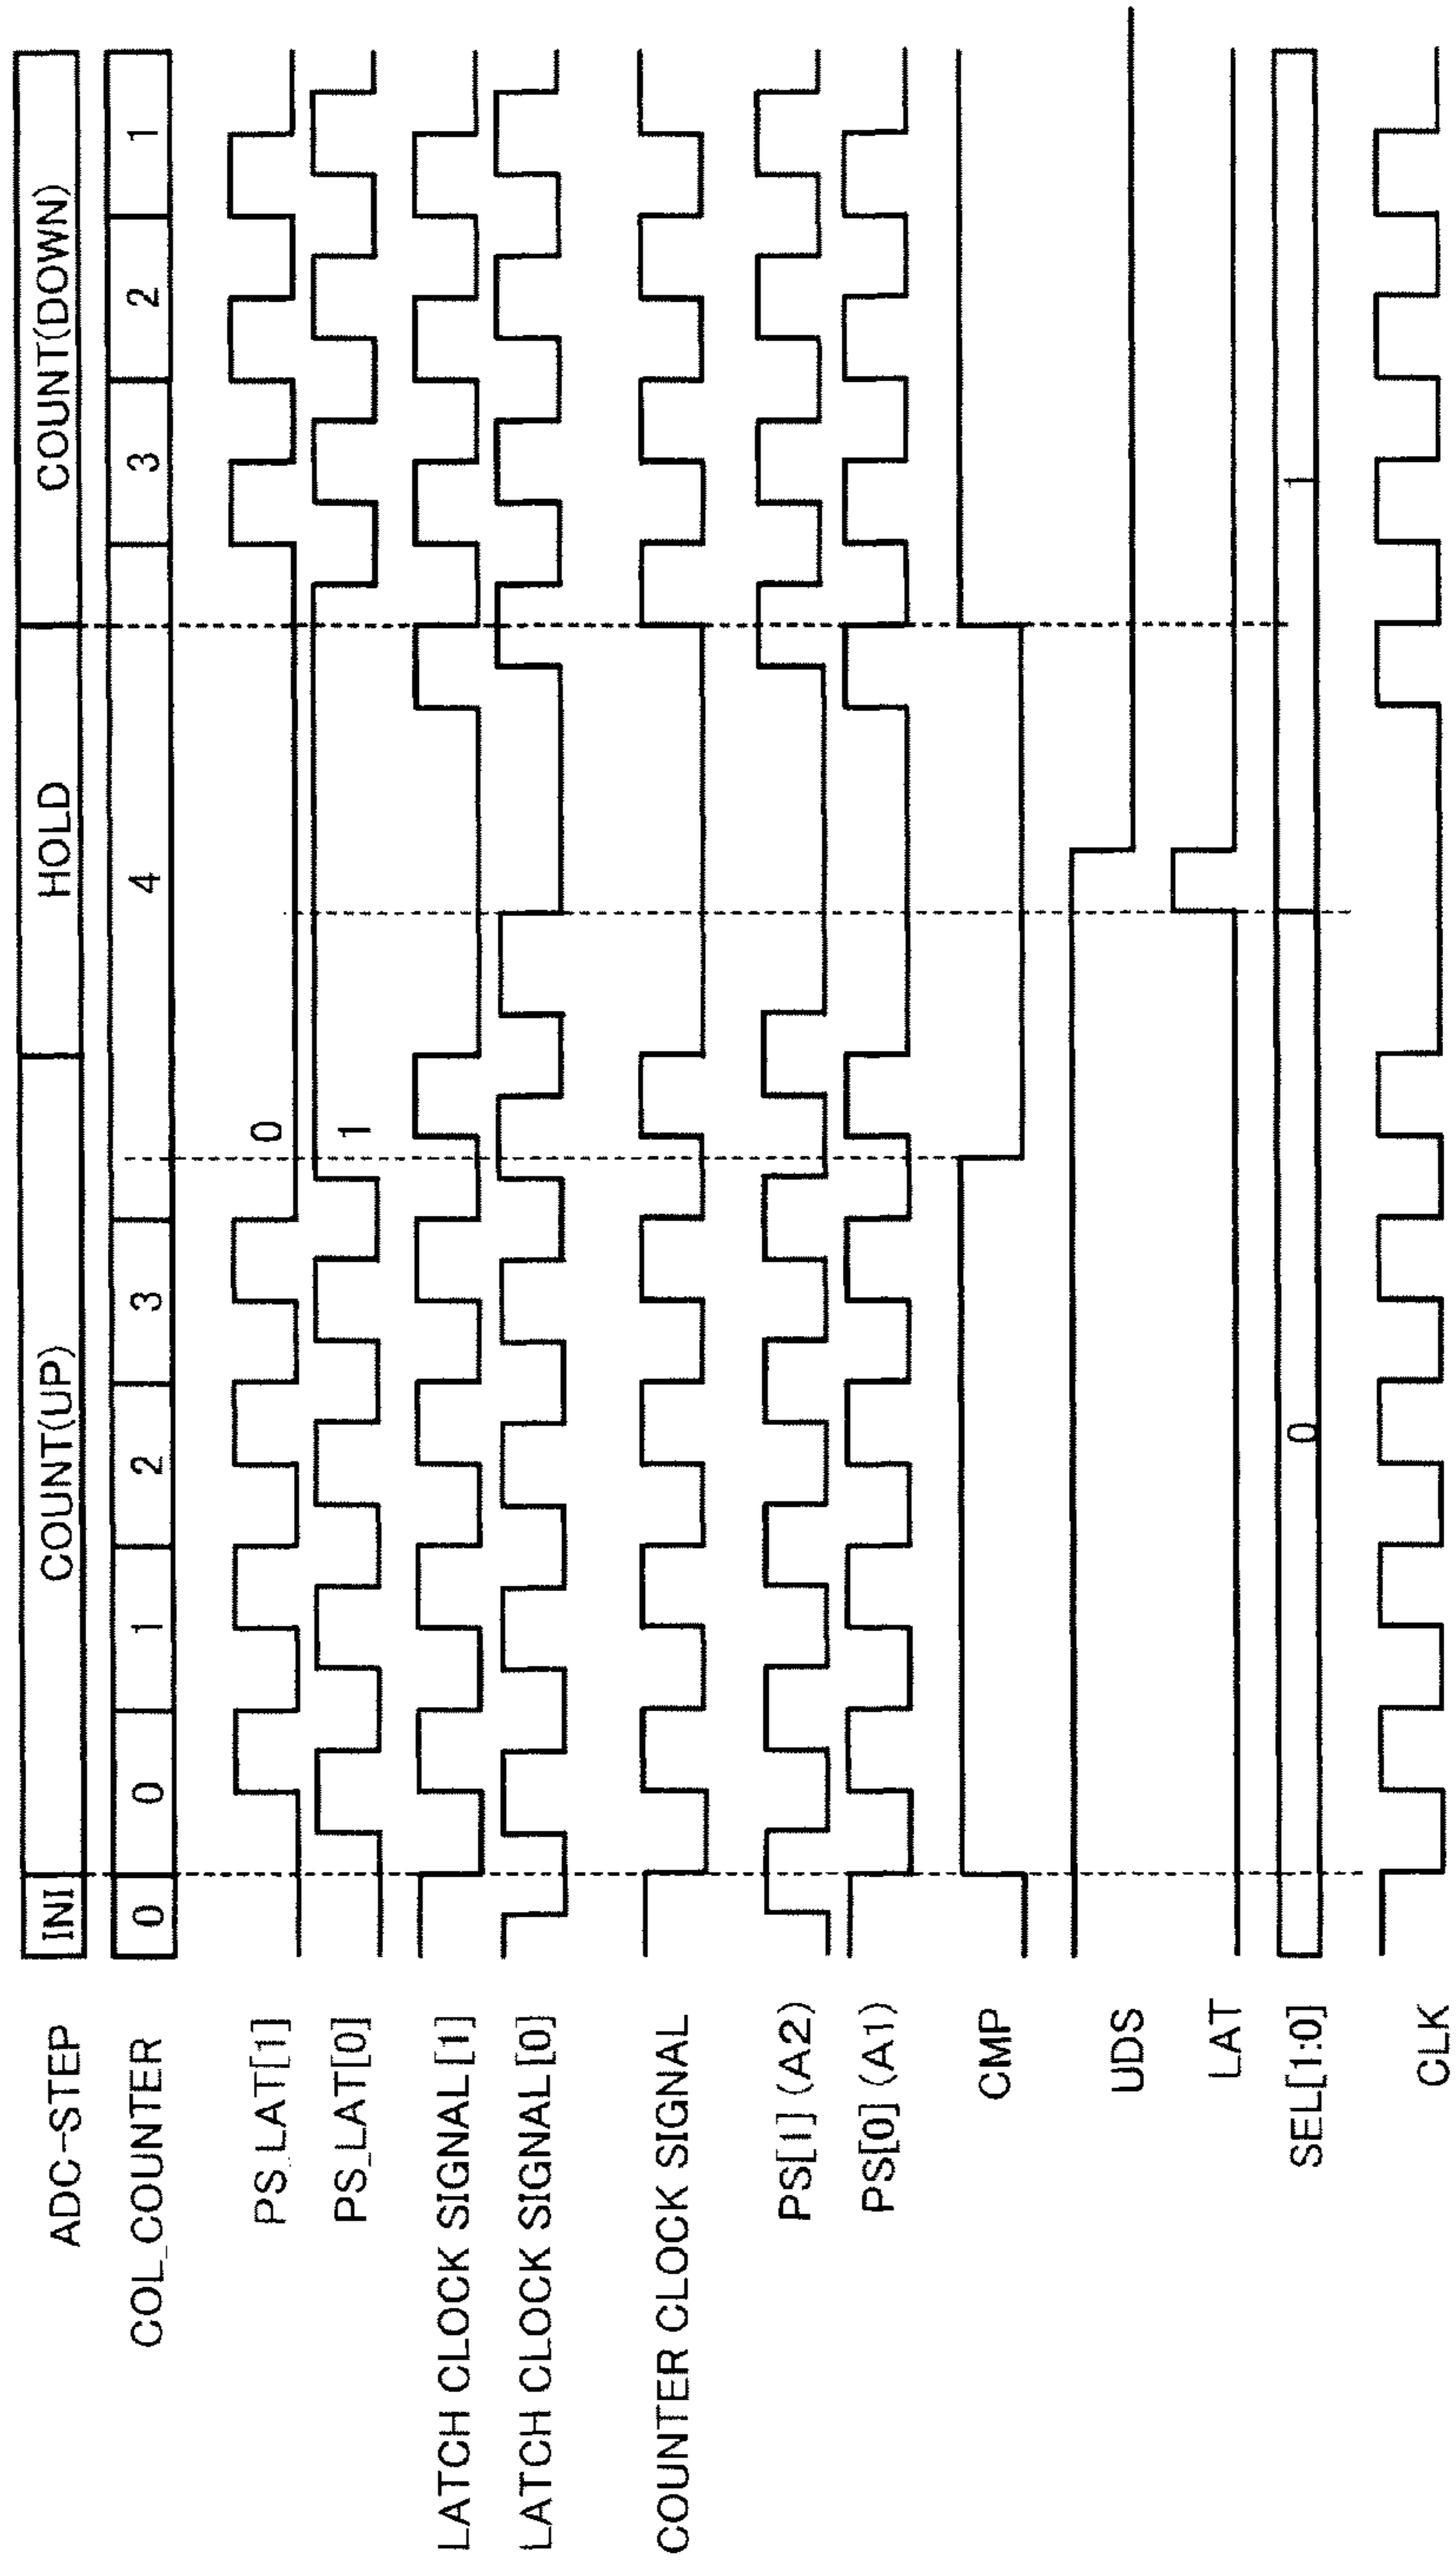 ADC-STEP INI COUNT(UP) HOLD COUNT(DOWN)
COL_COUNTER 0 0 1 2 3 4 3 2 1
PS_LAT[1] 0
PS_LAT[0] 1
LATCH CLOCK SIGNAL[1]
LATCH CLOCK SIGNAL[0]
COUNTER CLOCK SIGNAL
PS[1](A2)
PS[0](A1)
CMP
UDS
LAT
SEL[1:0] 0 1
CLK